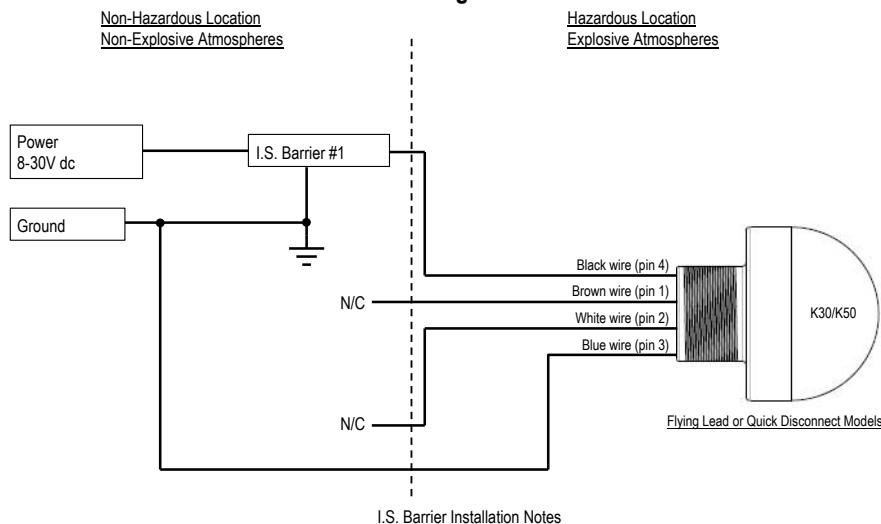 Non-Hazardous Location
Non-Explosive Atmospheres
Hazardous Location
Explosive Atmospheres
Power
8-30V dc
I.S. Barrier #1
Ground
Black wire (pin 4)
Brown wire (pin 1)
N/C
White wire (pin 2)
Blue wire (pin 3)
K30/K50
N/C
Flying Lead or Quick Disconnect Models
I.S. Barrier Installation Notes